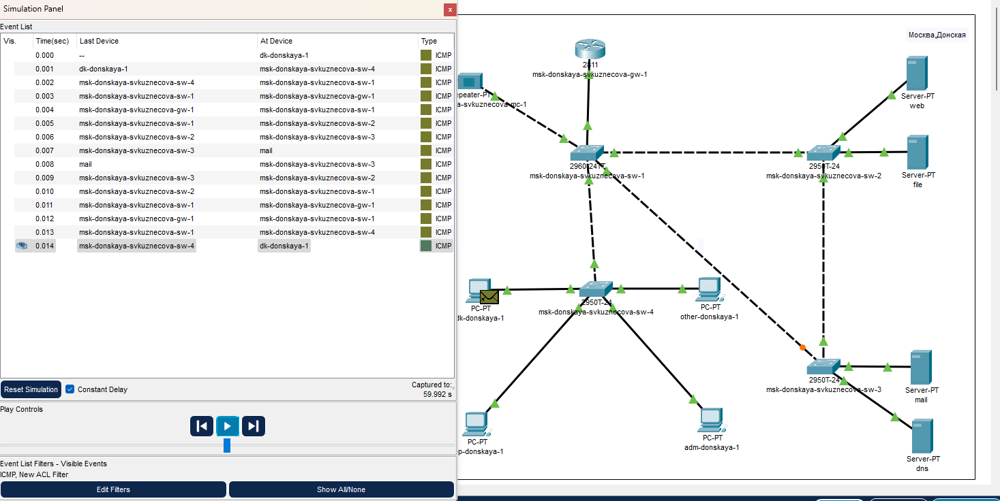 Simulation Panel
x
Event List
Vis. Time(sec) Last Device At Device Type
0.000 -- dk-donskaya-1 ICMP
0.001 dk-donskaya-1 msk-donskaya-svkuznecova-sw-4 ICMP
0.002 msk-donskaya-svkuznecova-sw-4 msk-donskaya-svkuznecova-sw-1 ICMP
0.003 msk-donskaya-svkuznecova-sw-1 msk-donskaya-svkuznecova-gw-1 ICMP
0.004 msk-donskaya-svkuznecova-gw-1 msk-donskaya-svkuznecova-sw-1 ICMP
0.005 msk-donskaya-svkuznecova-sw-1 msk-donskaya-svkuznecova-sw-2 ICMP
0.006 msk-donskaya-svkuznecova-sw-2 msk-donskaya-svkuznecova-sw-3 ICMP
0.007 msk-donskaya-svkuznecova-sw-3 mail ICMP
0.008 mail msk-donskaya-svkuznecova-sw-3 ICMP
0.009 msk-donskaya-svkuznecova-sw-3 msk-donskaya-svkuznecova-sw-2 ICMP
0.010 msk-donskaya-svkuznecova-sw-2 msk-donskaya-svkuznecova-sw-1 ICMP
0.011 msk-donskaya-svkuznecova-sw-1 msk-donskaya-svkuznecova-gw-1 ICMP
0.012 msk-donskaya-svkuznecova-gw-1 msk-donskaya-svkuznecova-sw-1 ICMP
0.013 msk-donskaya-svkuznecova-sw-1 msk-donskaya-svkuznecova-sw-4 ICMP
0.014 msk-donskaya-svkuznecova-sw-4 dk-donskaya-1 ICMP
Reset Simulation Constant Delay
Captured to:
59.992 s
Play Controls
Event List Filters - Visible Events
ICMP, New ACL Filter
Edit Filters Show All/None
Москва,Донская
2811
msk-donskaya-svkuznecova-gw-1
epeater-PT
a-svkuznecova-mc-1
Server-PT
web
2960-24TT
msk-donskaya-svkuznecova-sw-1
2950T-24
msk-donskaya-svkuznecova-sw-2
Server-PT
file
PC-PT
dk-donskaya-1
2950T-24
msk-donskaya-svkuznecova-sw-4
PC-PT
other-donskaya-1
2950T-24
msk-donskaya-svkuznecova-sw-3
Server-PT
mail
PC-PT
p-donskaya-1
PC-PT
adm-donskaya-1
Server-PT
dns